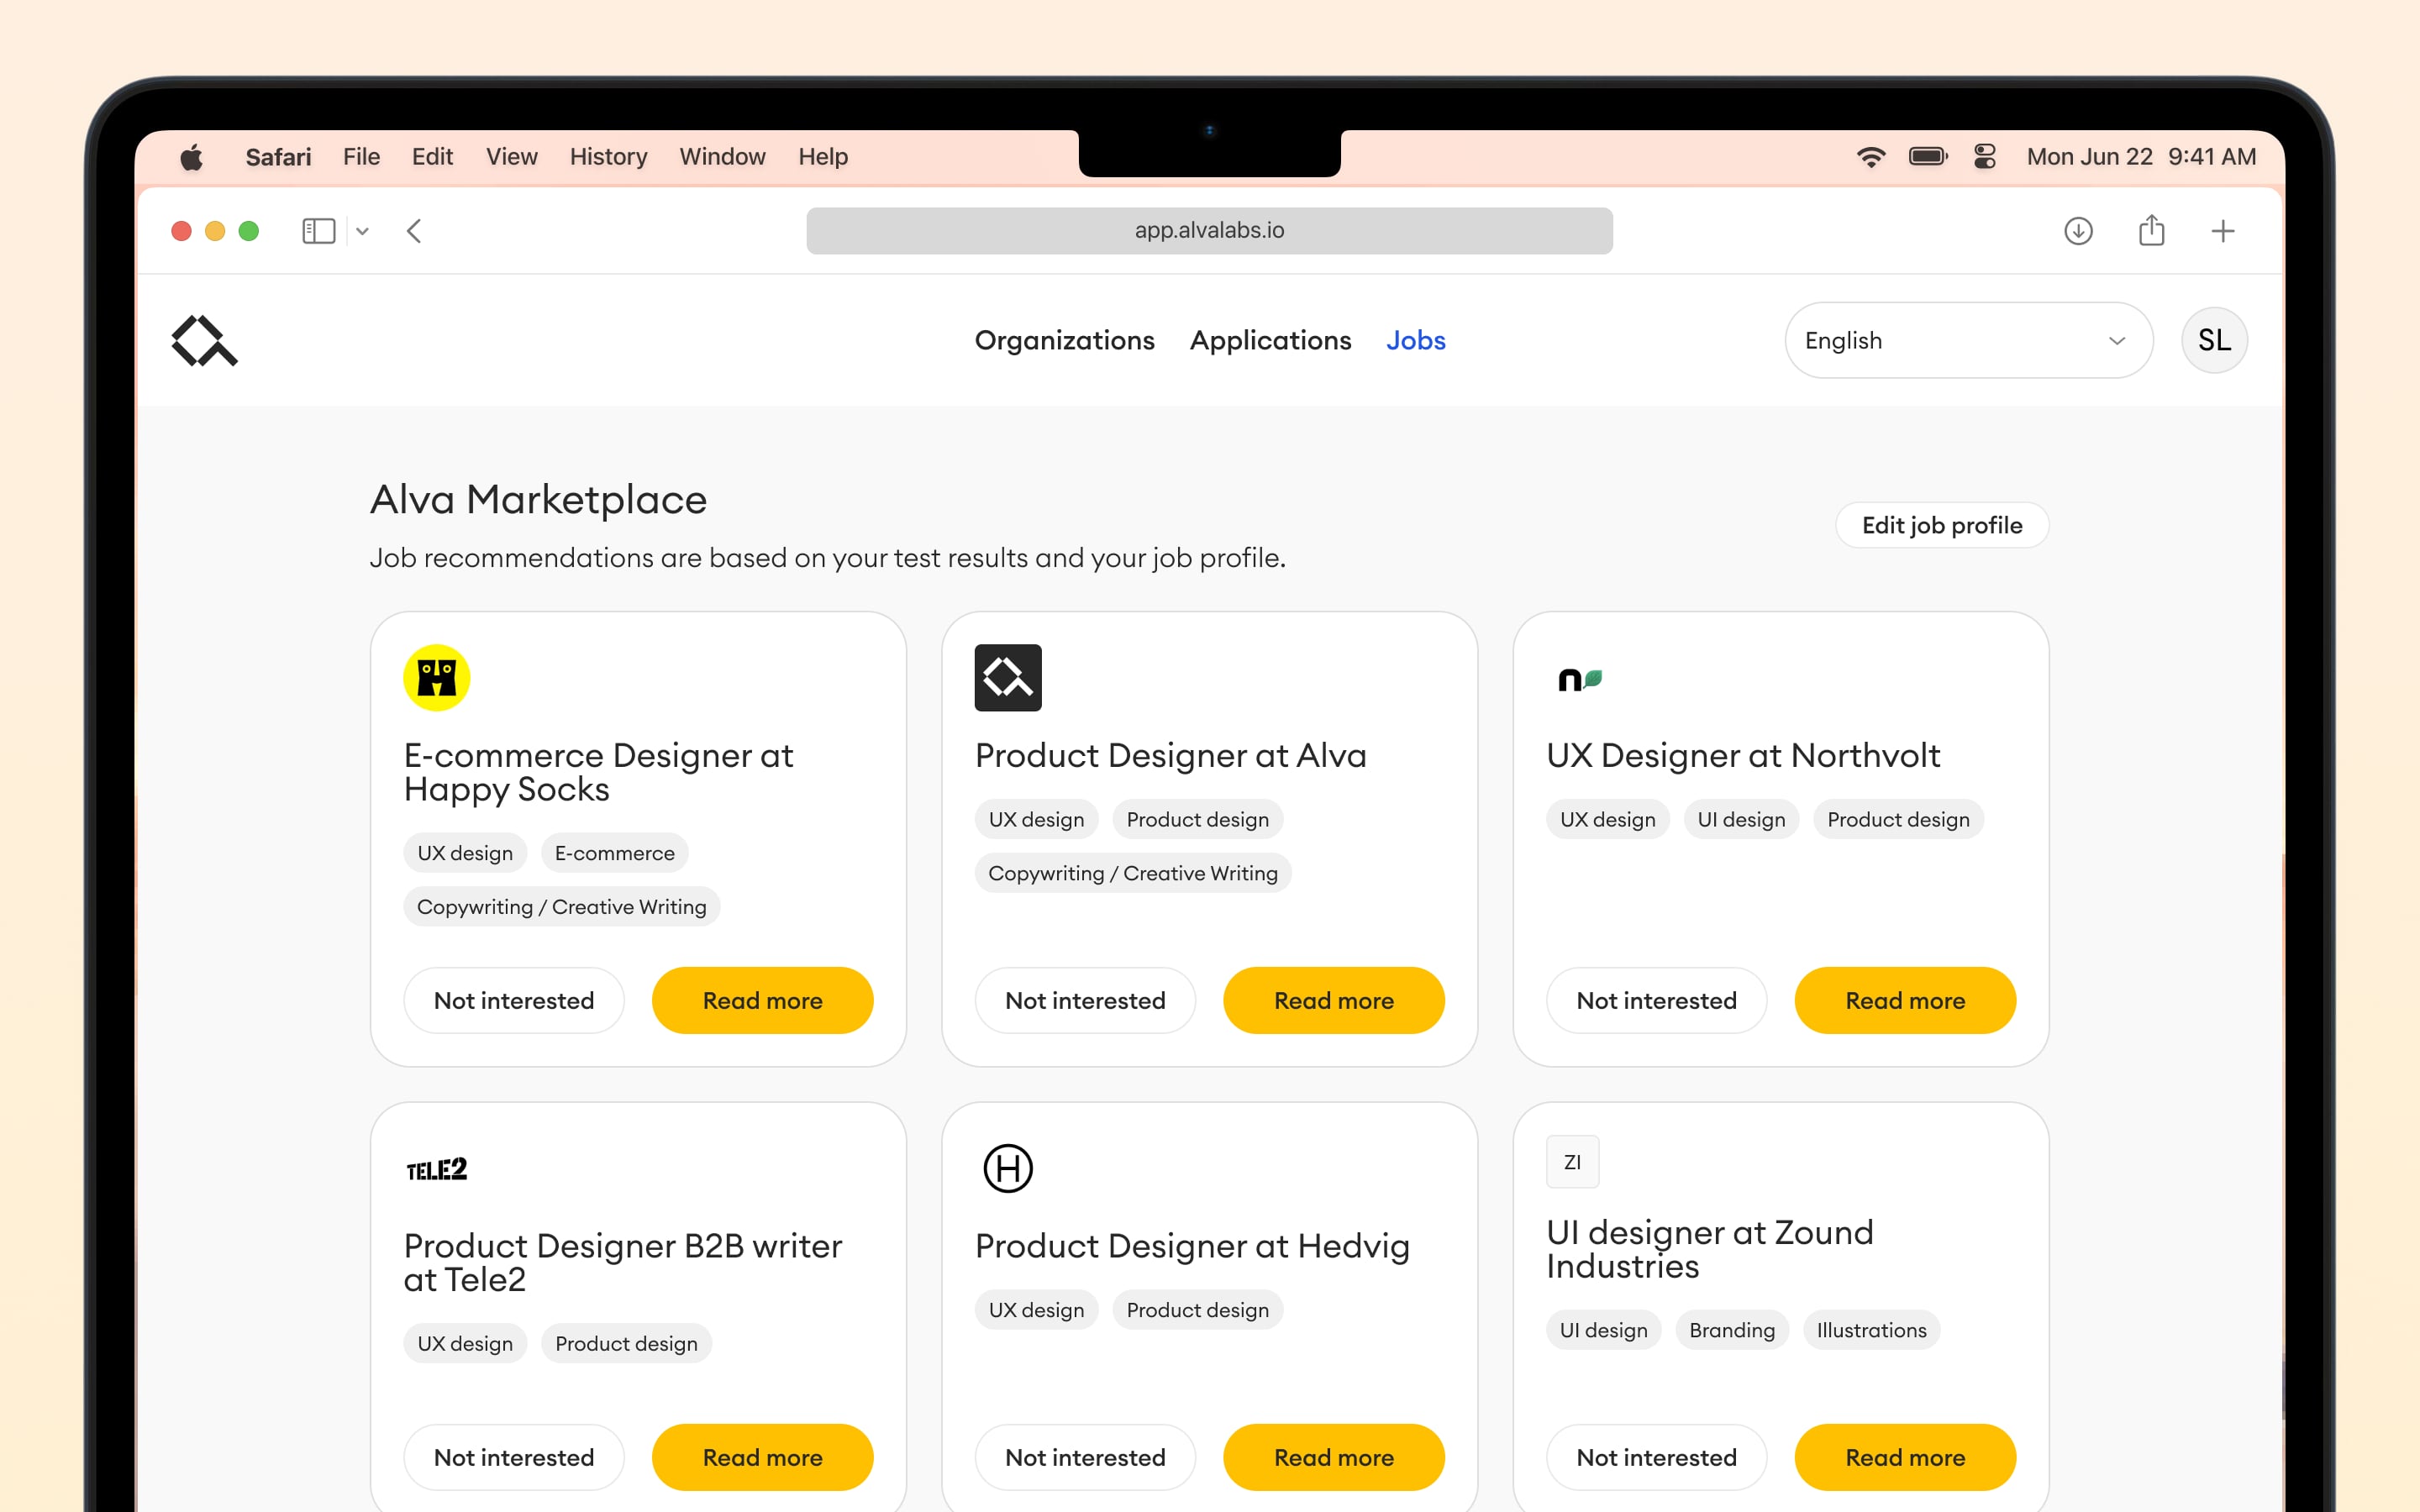 Safari File Edit View History Window Help
Mon Jun 22 9:41 AM
app.alvalabs.io
Organizations Applications Jobs
English
SL
Alva Marketplace
Job recommendations are based on your test results and your job profile.
Edit job profile
H
E-commerce Designer at
Happy Socks
UX design E-commerce
Copywriting / Creative Writing
Not interested Read more
Product Designer at Alva
UX design Product design
Copywriting / Creative Writing
Not interested Read more
n
UX Designer at Northvolt
UX design UI design Product design
Not interested Read more
TELE2
Product Designer B2B writer
at Tele2
UX design Product design
Not interested Read more
H
Product Designer at Hedvig
UX design Product design
Not interested Read more
ZI
UI designer at Zound
Industries
UI design Branding Illustrations
Not interested Read more